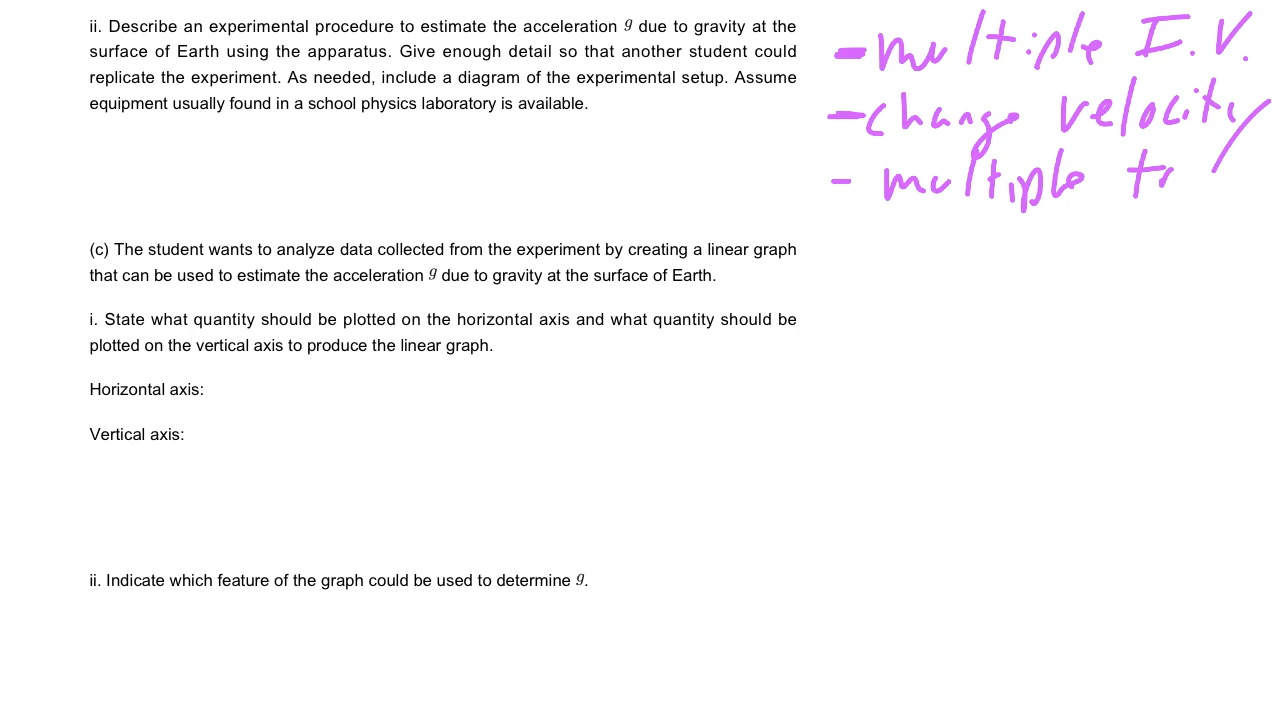 ii. Describe an experimental procedure to estimate the acceleration g due to gravity at the
surface of Earth using the apparatus. Give enough detail so that another student could
replicate the experiment. As needed, include a diagram of the experimental setup. Assume
equipment usually found in a school physics laboratory is available.
- multiple I.V.
- change velocity
- multiple tr
(c) The student wants to analyze data collected from the experiment by creating a linear graph
that can be used to estimate the acceleration g due to gravity at the surface of Earth.
i. State what quantity should be plotted on the horizontal axis and what quantity should be
plotted on the vertical axis to produce the linear graph.
Horizontal axis:
Vertical axis:
ii. Indicate which feature of the graph could be used to determine g.